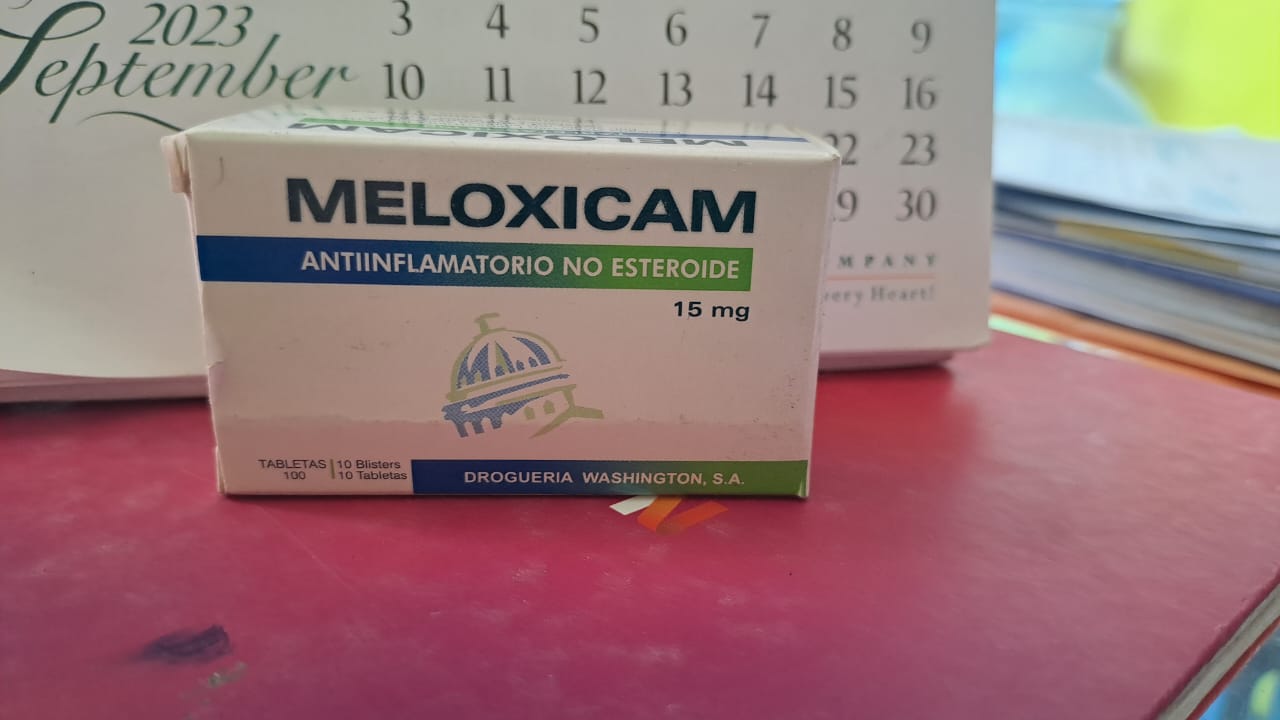 2023
September
3 4 5 6 7 8 9
10 11 12 13 14 15 16
23
30
MELOXICAM
MELOXICAM
ANTIINFLAMATORIO NO ESTEROIDE
15 mg
TABLETAS 10 Blisters
100 10 Tabletas
DROGUERIA WASHINGTON, S.A.